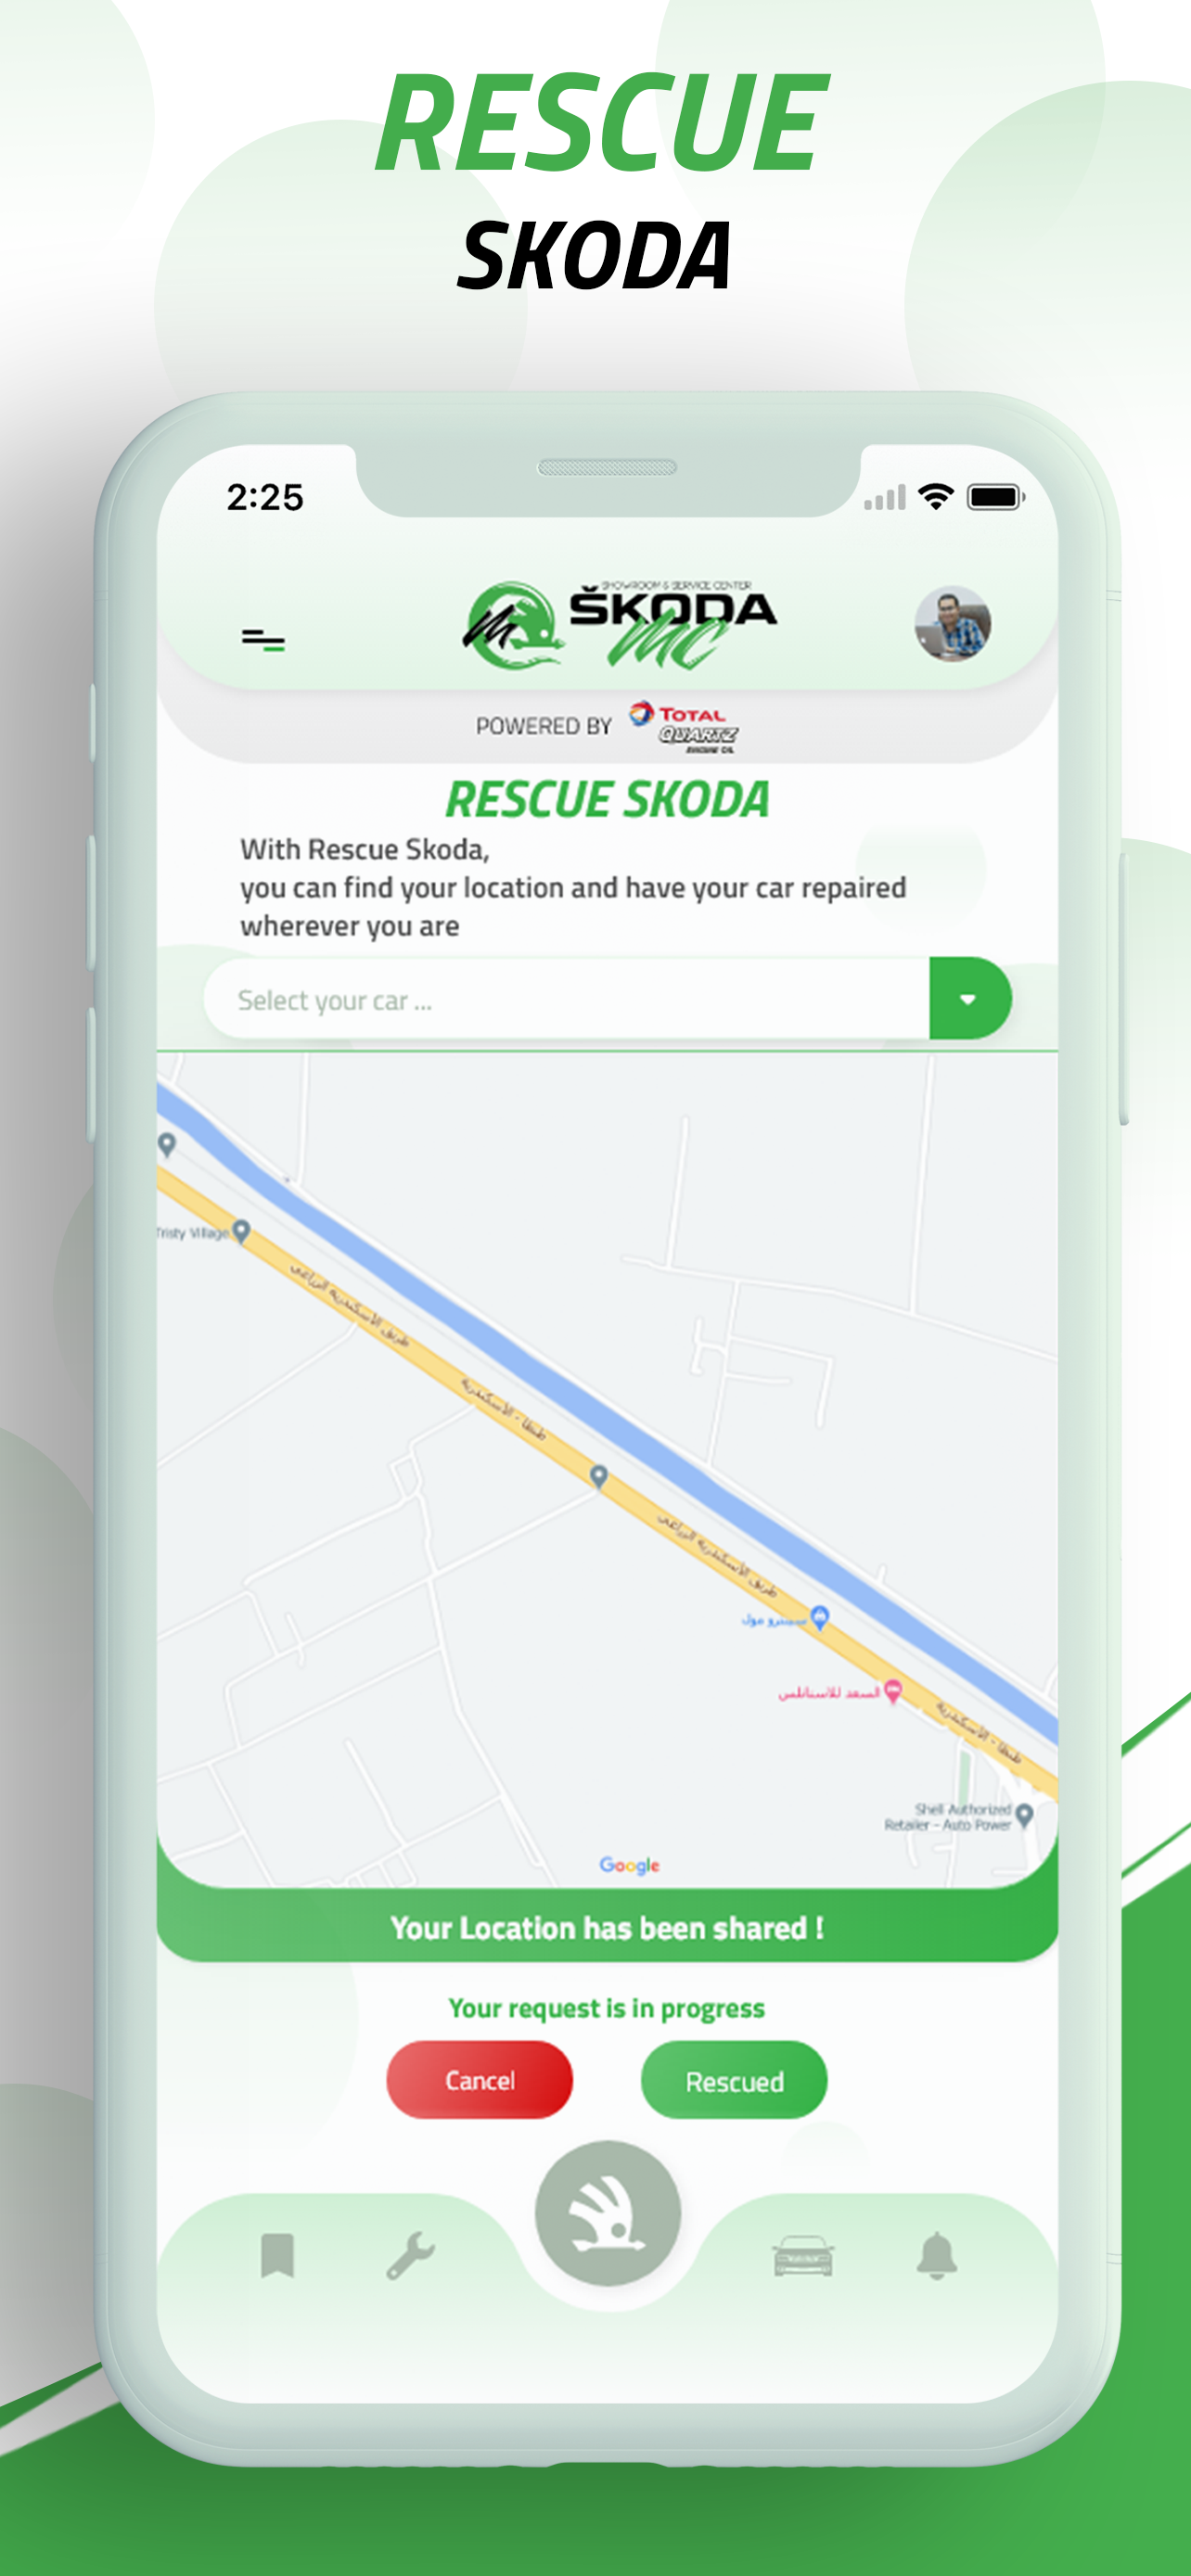 RESCUE
SKODA
2:25
SHOWROOM & SERVICE CENTER
ŠKODA
MC
POWERED BY
TOTAL
QUARTZ
ENGINE OIL
RESCUE SKODA
With Rescue Skoda,
you can find your location and have your car repaired
wherever you are
Select your car ...
Tristy Village
طريق الأسكندرية الزراعي
طنطا - الأسكندرية
طريق الأسكندرية الزراعي
سيتيرو مول
السعد للاستانلس
طنطا - الأسكندرية
Shell Authorized
Retailer - Auto Power
Google
Your Location has been shared !
Your request is in progress
Cancel
Rescued